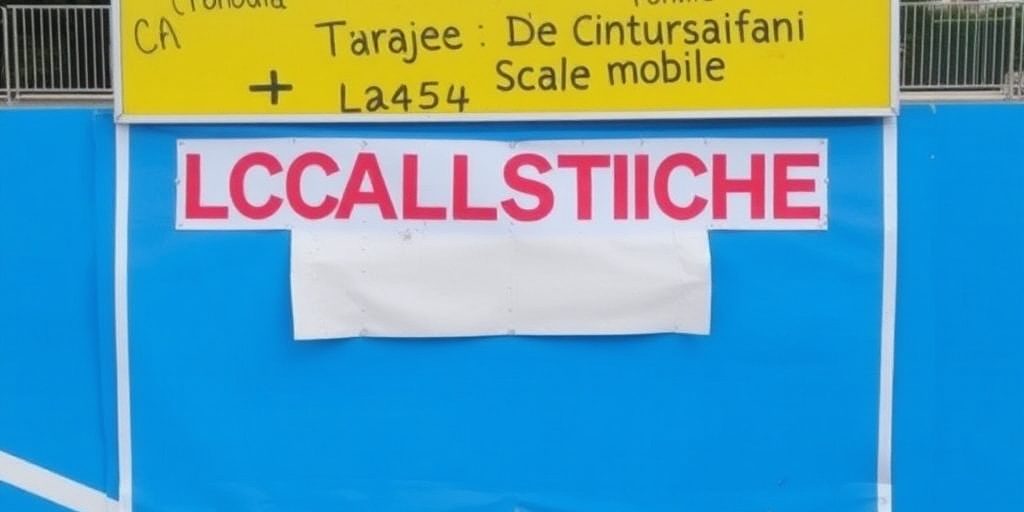 CA
Tarajee : De Cintursaifani
+ La454 Scale mobile
LCCALLSTIICHE